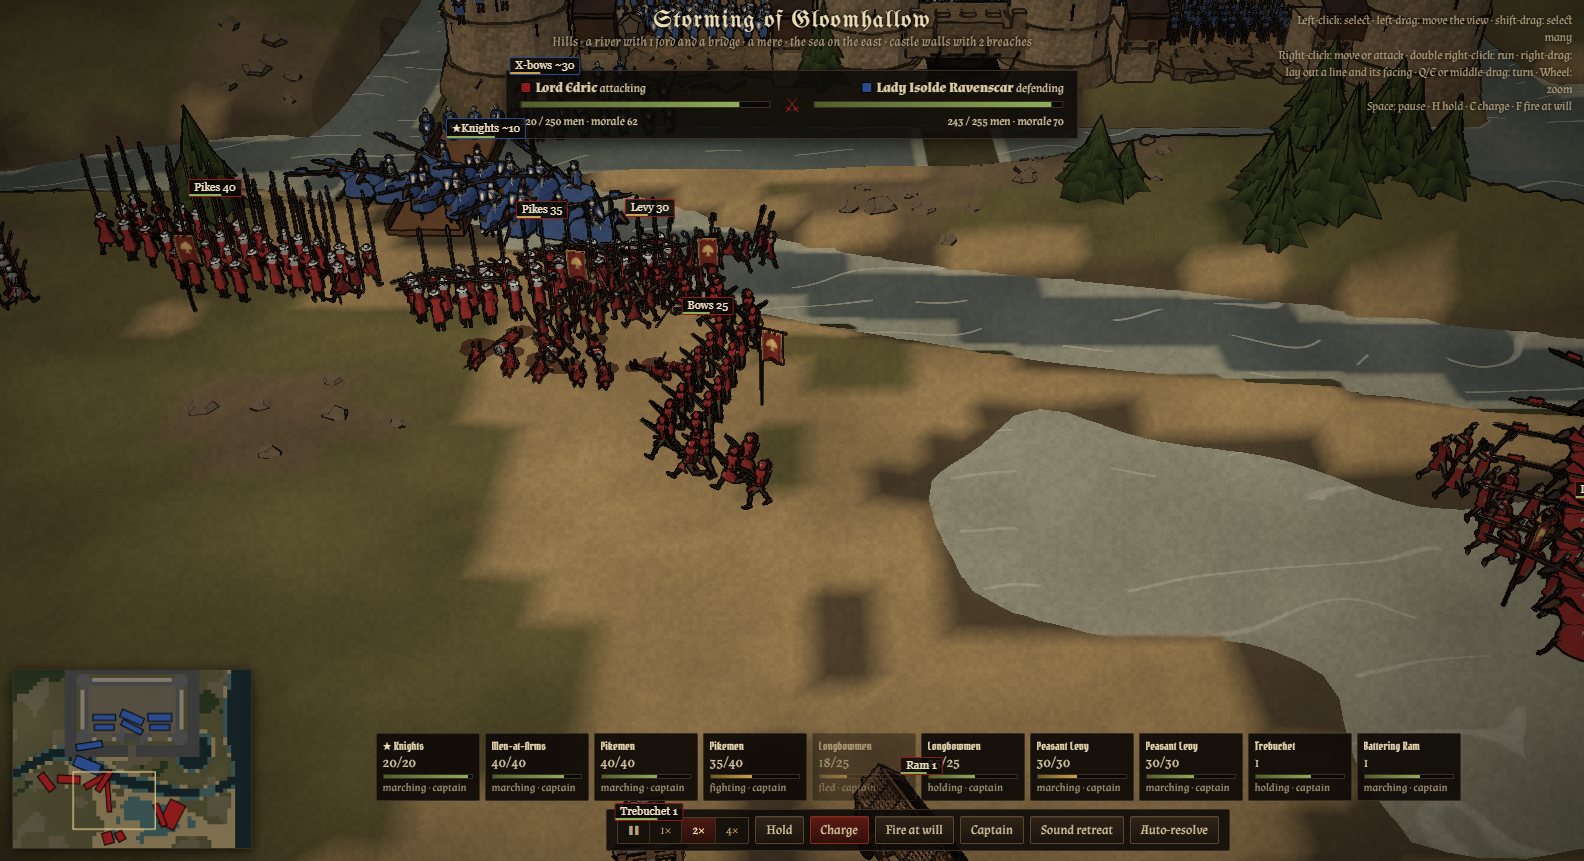 Storming of Gloomhallow
Hills · a river with 1 ford and a bridge · a mere · the sea on the east · castle walls with 2 breaches
Left-click: select · left-drag: move the view · shift-drag: select
many
Right-click: move or attack · double right-click: run · right-drag:
lay out a line and its facing · Q/E or middle-drag: turn · Wheel:
zoom
Space: pause · H hold · C charge · F fire at will
X-bows ~30
Lord Edric attacking
Lady Isolde Ravenscar defending
20 / 250 men · morale 62
243 / 255 men · morale 70
★Knights ~10
Pikes 40
Pikes 35
Levy 30
Bows 25
★ Knights
20/20
marching · captain
Men-at-Arms
40/40
marching · captain
Pikemen
40/40
marching · captain
Pikemen
35/40
fighting · captain
Longbowmen
18/25
fled · captain
Longbowmen
/25
holding · captain
Peasant Levy
30/30
marching · captain
Peasant Levy
30/30
marching · captain
Trebuchet
1
holding · captain
Battering Ram
1
marching · captain
Ram 1
Trebuchet 1
1×
2×
4×
Hold
Charge
Fire at will
Captain
Sound retreat
Auto-resolve